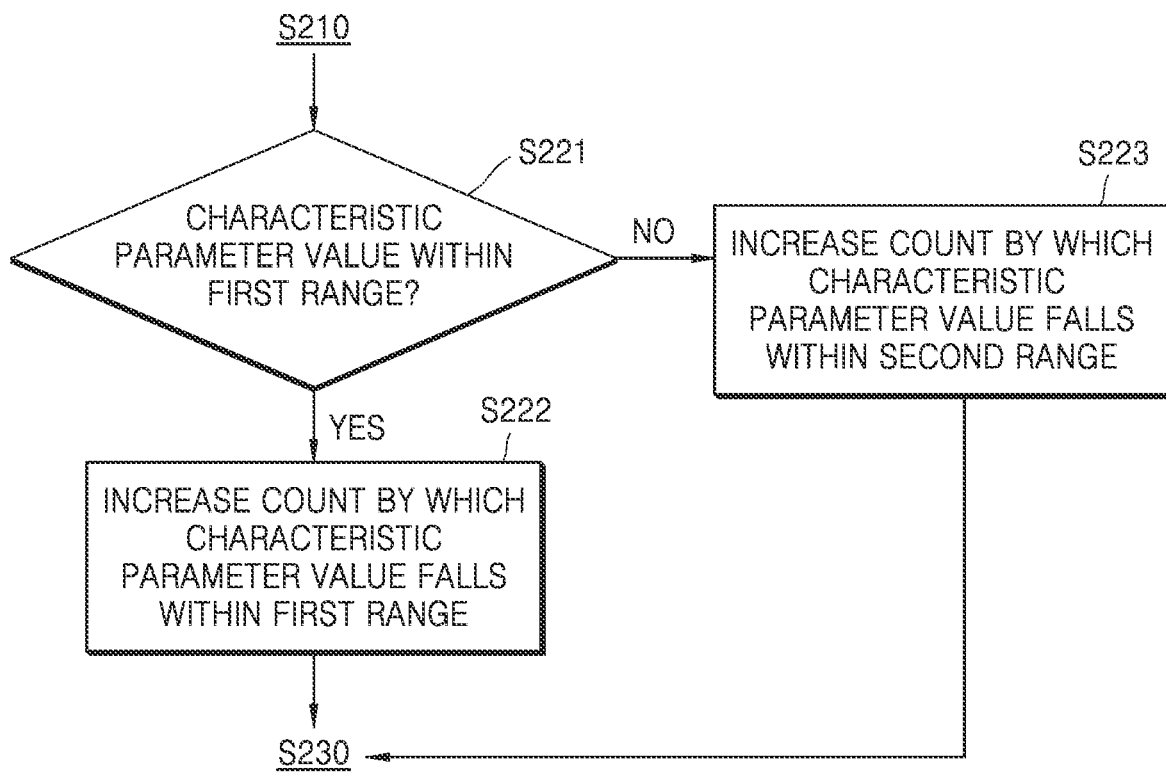 S210
S221
CHARACTERISTIC
PARAMETER VALUE WITHIN
FIRST RANGE?
NO
S223
INCREASE COUNT BY WHICH
CHARACTERISTIC
PARAMETER VALUE FALLS
WITHIN SECOND RANGE
YES
S222
INCREASE COUNT BY WHICH
CHARACTERISTIC
PARAMETER VALUE FALLS
WITHIN FIRST RANGE
S230